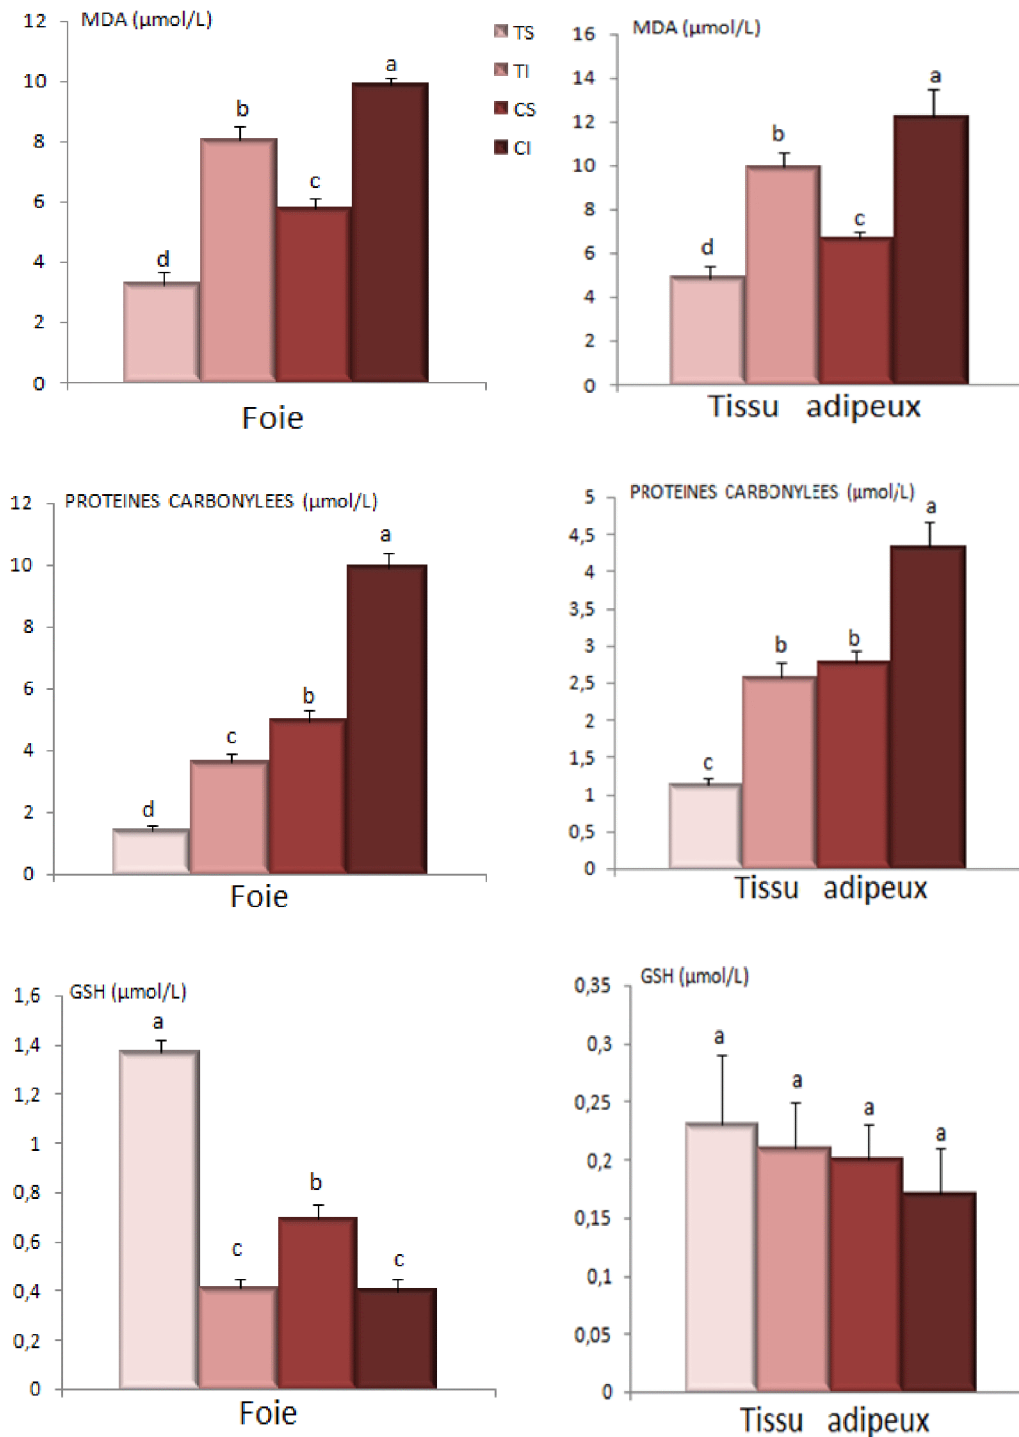 MDA (µmol/L)
12
10
8
6
4
2
0
d
b
c
a
Foie
TS
TI
CS
CI
MDA (µmol/L)
16
14
12
10
8
6
4
2
0
d
b
c
a
Tissu adipeux
PROTEINES CARBONYLEES (µmol/L)
12
10
8
6
4
2
0
d
c
b
a
Foie
PROTEINES CARBONYLEES (µmol/L)
5
4,5
4
3,5
3
2,5
2
1,5
1
0,5
0
c
b
b
a
Tissu adipeux
GSH (µmol/L)
1,6
1,4
1,2
1
0,8
0,6
0,4
0,2
0
a
c
b
c
Foie
GSH (µmol/L)
0,35
0,3
0,25
0,2
0,15
0,1
0,05
0
a
a
a
a
Tissu adipeux